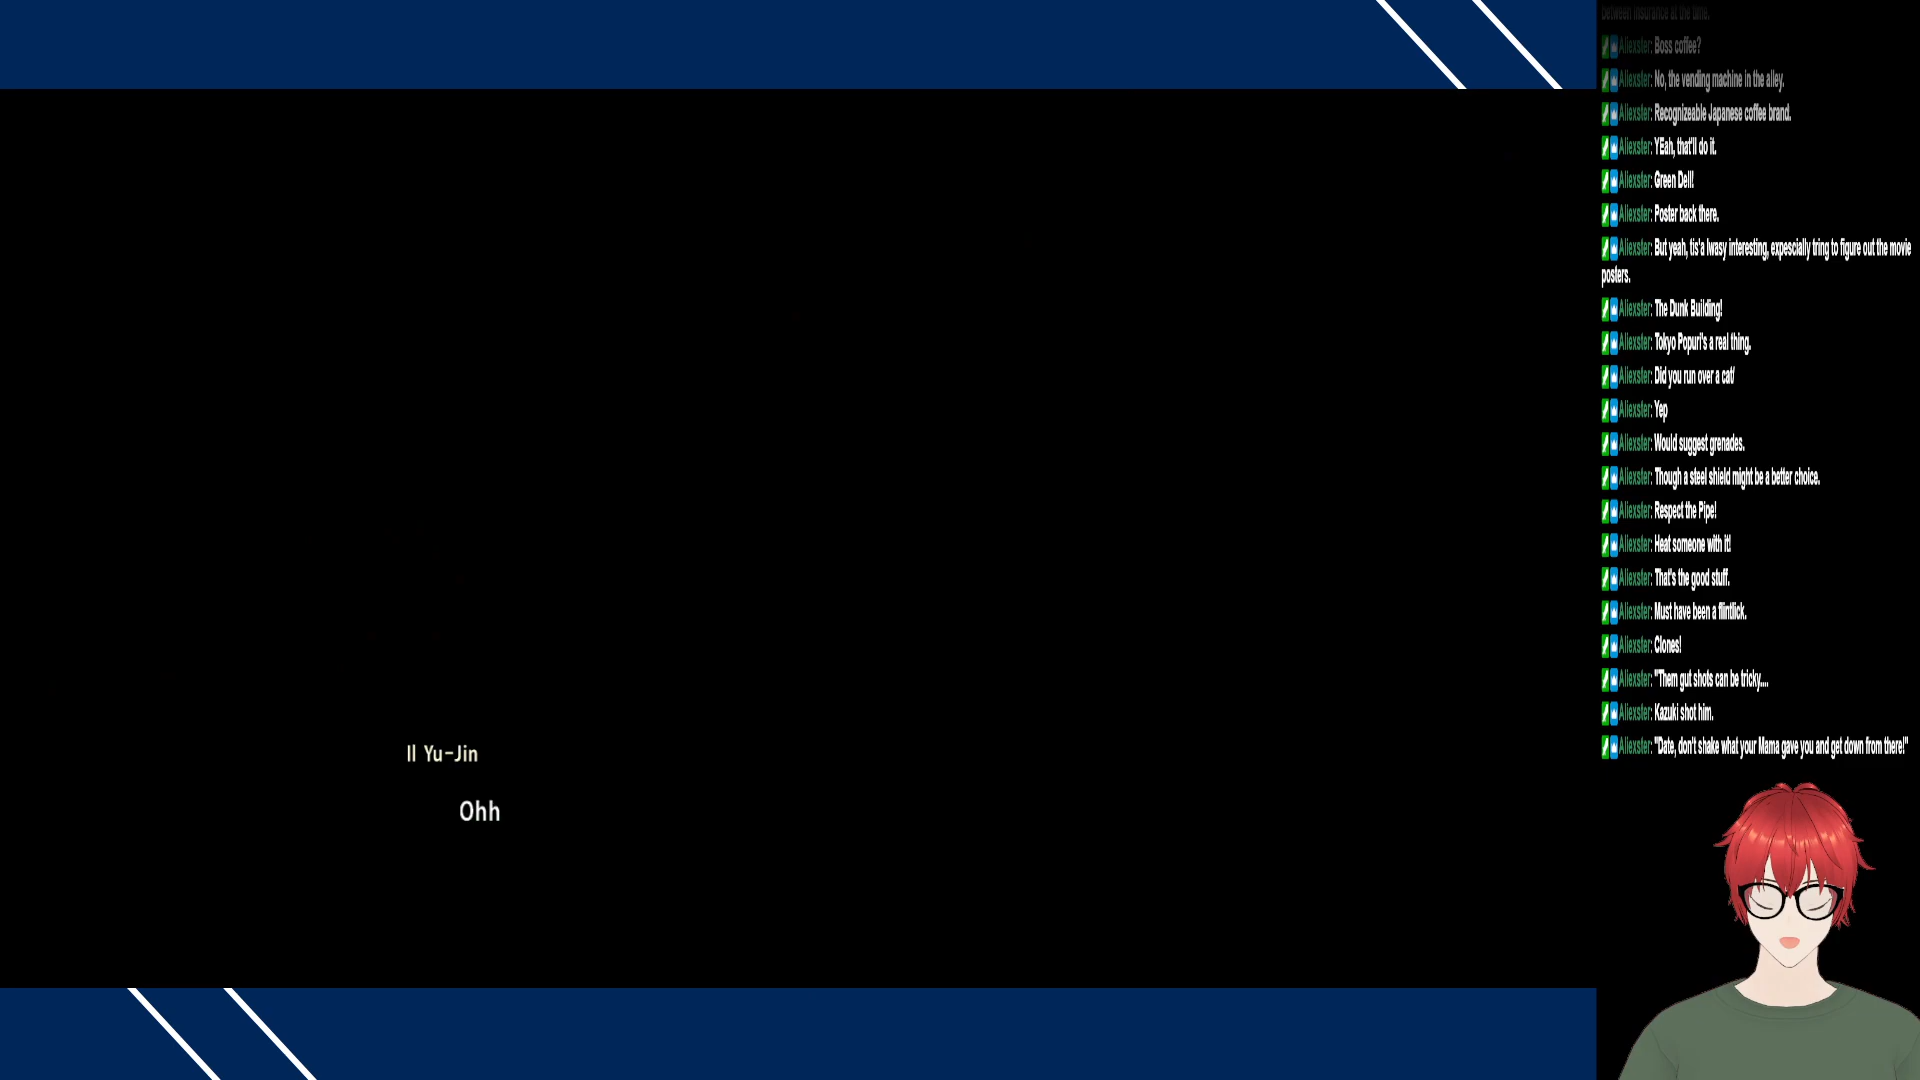 between insurance at the time.
Aliexster: Boss coffee?
Aliexster: No, the vending machine in the alley.
Aliexster: Recognizeable Japanese coffee brand.
Aliexster: YEah, that'll do it.
Aliexster: Green Dell!
Aliexster: Poster back there.
Aliexster: But yeah, tis'a lwasy interesting, expescially tring to figure out the movie
posters.
Aliexster: The Dunk Building!
Aliexster: Tokyo Popuri's a real thing.
Aliexster: Did you run over a cat/
Aliexster: Yep
Aliexster: Would suggest grenades.
Aliexster: Though a steel shield might be a better choice.
Aliexster: Respect the Pipe!
Aliexster: Heat someone with it!
Aliexster: That's the good stuff.
Aliexster: Must have been a flintlick.
Aliexster: Clones!
Aliexster: "Them gut shots can be tricky....
Aliexster: Kazuki shot him.
Aliexster: "Date, don't shake what your Mama gave you and get down from there!"
Il Yu-Jin
Ohh